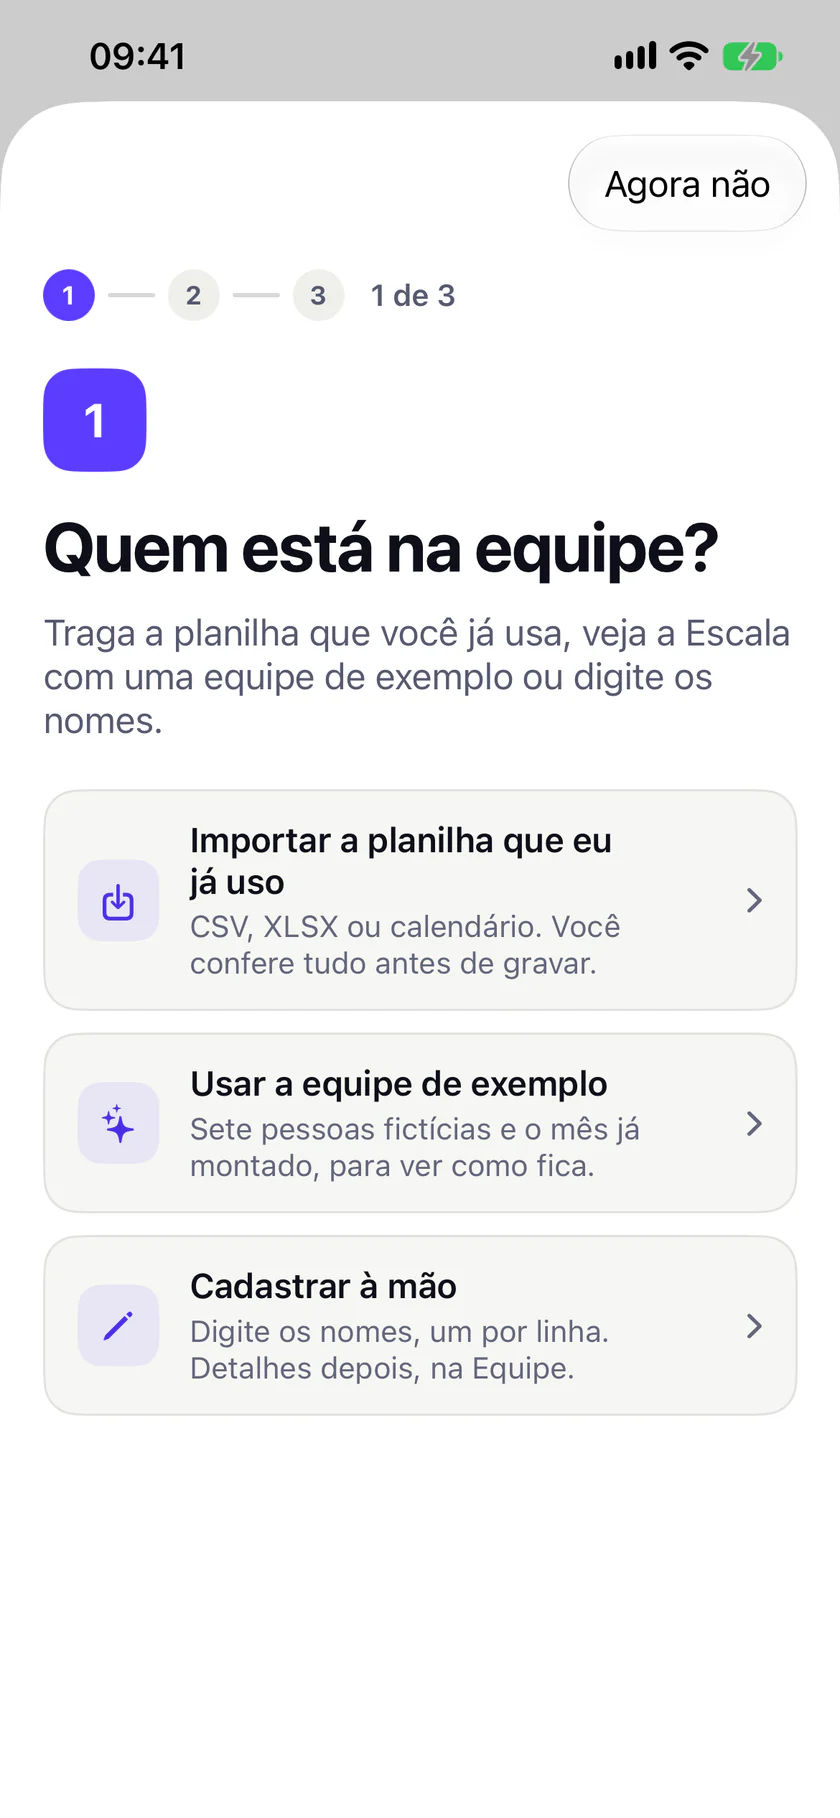 09:41
Agora não
1 2 3 1 de 3
1
Quem está na equipe?
Traga a planilha que você já usa, veja a Escala
com uma equipe de exemplo ou digite os
nomes.
Importar a planilha que eu
já uso
CSV, XLSX ou calendário. Você
confere tudo antes de gravar.
Usar a equipe de exemplo
Sete pessoas fictícias e o mês já
montado, para ver como fica.
Cadastrar à mão
Digite os nomes, um por linha.
Detalhes depois, na Equipe.